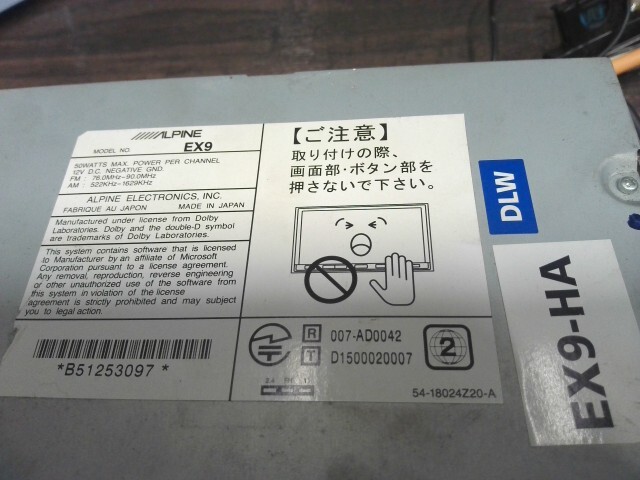 ALPINE
MODEL NO. EX9
50WATTS MAX. POWER PER CHANNEL
12V D.C. NEGATIVE GND.
FM : 76.0MHz~90.0MHz
AM : 522KHz~1629KHz
ALPINE ELECTRONICS, INC.
FABRIQUÉ AU JAPON MADE IN JAPAN
Manufactured under license from Dolby
Laboratories. Dolby and the double-D symbol
are trademarks of Dolby Laboratories.
This system contains software that is licensed
to Manufacturer by an affiliate of Microsoft
Corporation pursuant to a license agreement.
Any removal, reproduction, reverse engineering
or other unauthorized use of the software from
this system in violation of the license
agreement is strictly prohibited and may subject
you to legal action.
*B51253097*
【ご注意】
取り付けの際、
画面部・ボタン部を
押さないで下さい。
R 007-AD0042
T D1500020007
2
54-18024Z20-A
DLW
EX9-HA